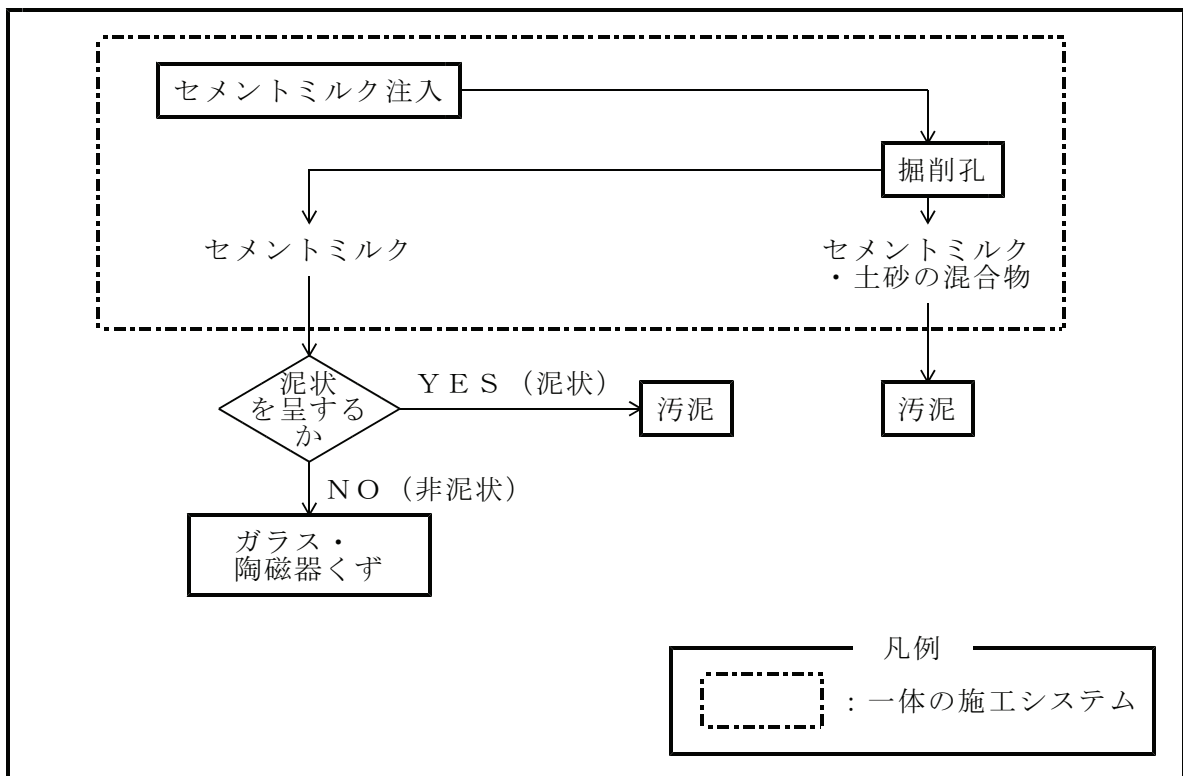 セメントミルク注入
掘削孔
セメントミルク
セメントミルク
・土砂の混合物
泥状
を呈する
か
ＹＥＳ（泥状）
汚泥
汚泥
ＮＯ（非泥状）
ガラス・
陶磁器くず
凡例
：一体の施工システム